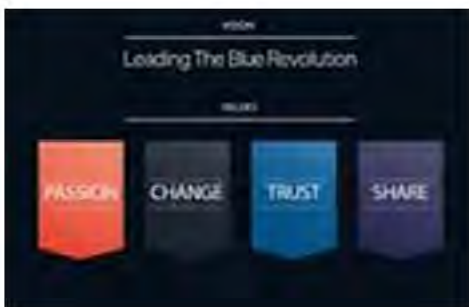 VISION
Leading The Blue Revolution
VALUES
PASSION
CHANGE
TRUST
SHARE